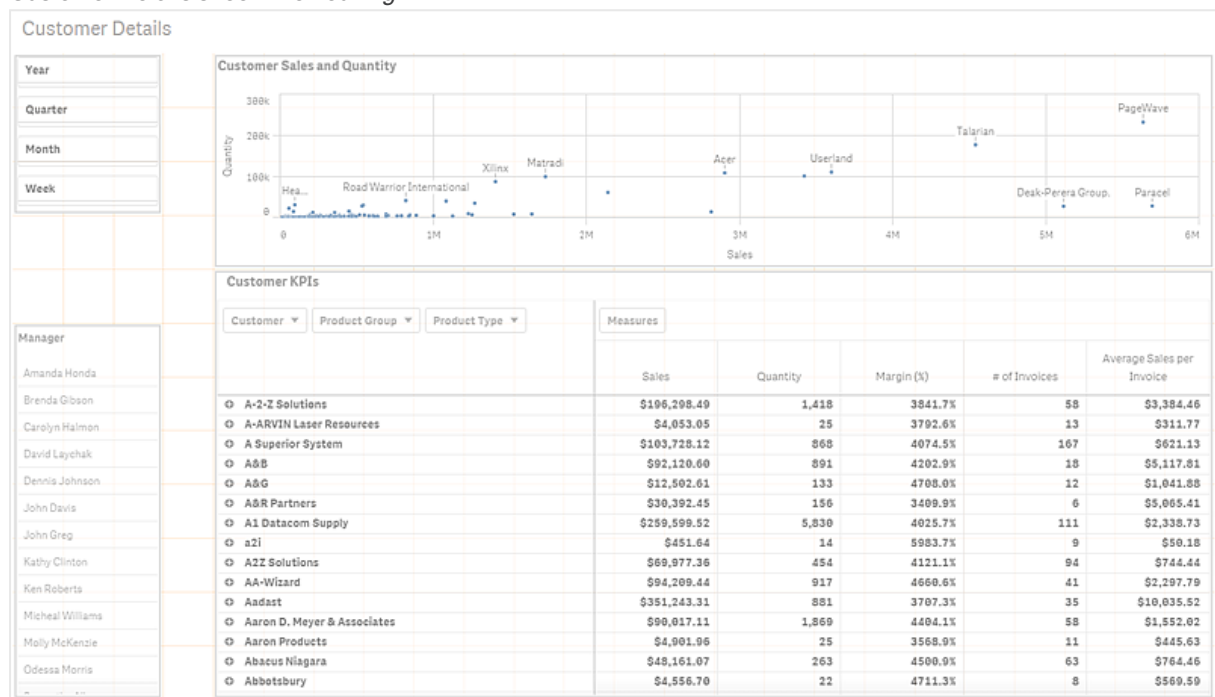 Customer Details
Year
Quarter
Month
Week
Customer Sales and Quantity
300k
200k
100k
0
Quantity
PageWave
Talarian
Acer
Userland
Matradi
Xilinx
Road Warrior International
Hea...
Deak-Perera Group.
Paracel
0 1M 2M 3M 4M 5M 6M
Sales
Manager
Amanda Honda
Brenda Gibson
Carolyn Halmon
David Laychak
Dennis Johnson
John Davis
John Greg
Kathy Clinton
Ken Roberts
Micheal Williams
Molly McKenzie
Odessa Morris
Customer KPIs
Customer Product Group Product Type Measures
Sales Quantity Margin (%) # of Invoices Average Sales per
Invoice
A-2-Z Solutions $196,298.49 1,418 3841.7% 58 $3,384.46
A-ARVIN Laser Resources $4,053.05 25 3792.6% 13 $311.77
A Superior System $103,728.12 868 4074.5% 167 $621.13
A&B $92,120.60 891 4202.9% 18 $5,117.81
A&G $12,502.61 133 4708.0% 12 $1,041.88
A&R Partners $30,392.45 156 3409.9% 6 $5,065.41
A1 Datacom Supply $259,599.52 5,830 4025.7% 111 $2,338.73
a2i $451.64 14 5983.7% 9 $50.18
A2Z Solutions $69,977.36 454 4121.1% 94 $744.44
AA-Wizard $94,209.44 917 4660.6% 41 $2,297.79
Aadast $351,243.31 881 3707.3% 35 $10,035.52
Aaron D. Meyer & Associates $90,017.11 1,869 4404.1% 58 $1,552.02
Aaron Products $4,901.96 25 3568.9% 11 $445.63
Abacus Niagara $48,161.07 263 4500.9% 63 $764.46
Abbotsbury $4,556.70 22 4711.3% 8 $569.59